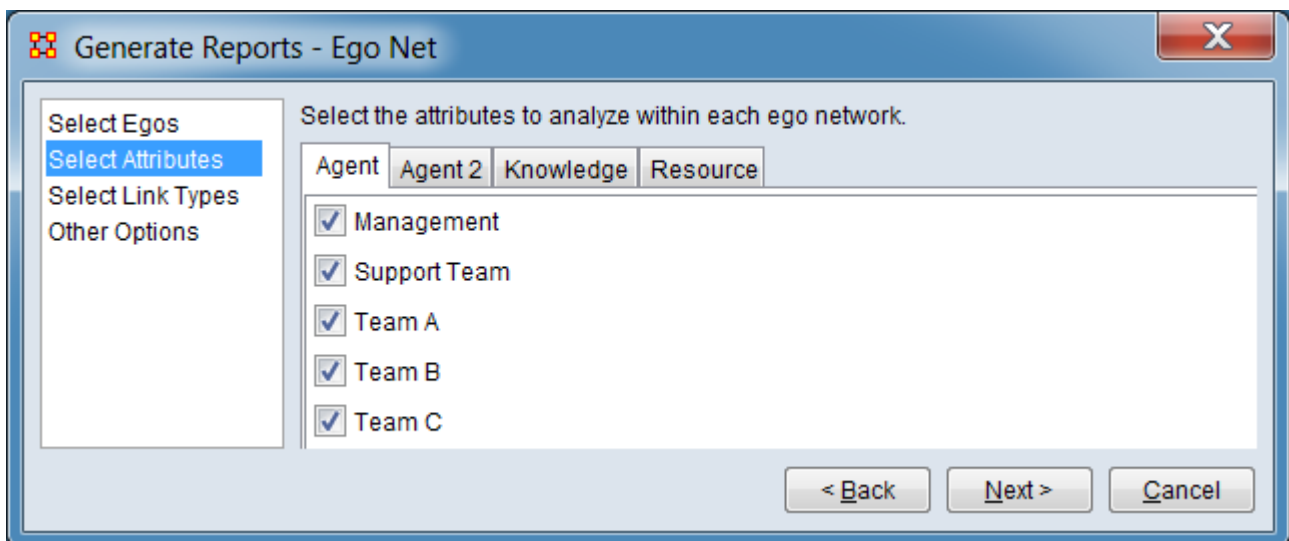 Generate Reports - Ego Net
X
Select Egos
Select Attributes
Select Link Types
Other Options
Select the attributes to analyze within each ego network.
Agent Agent 2 Knowledge Resource
Management
Support Team
Team A
Team B
Team C
< Back Next > Cancel